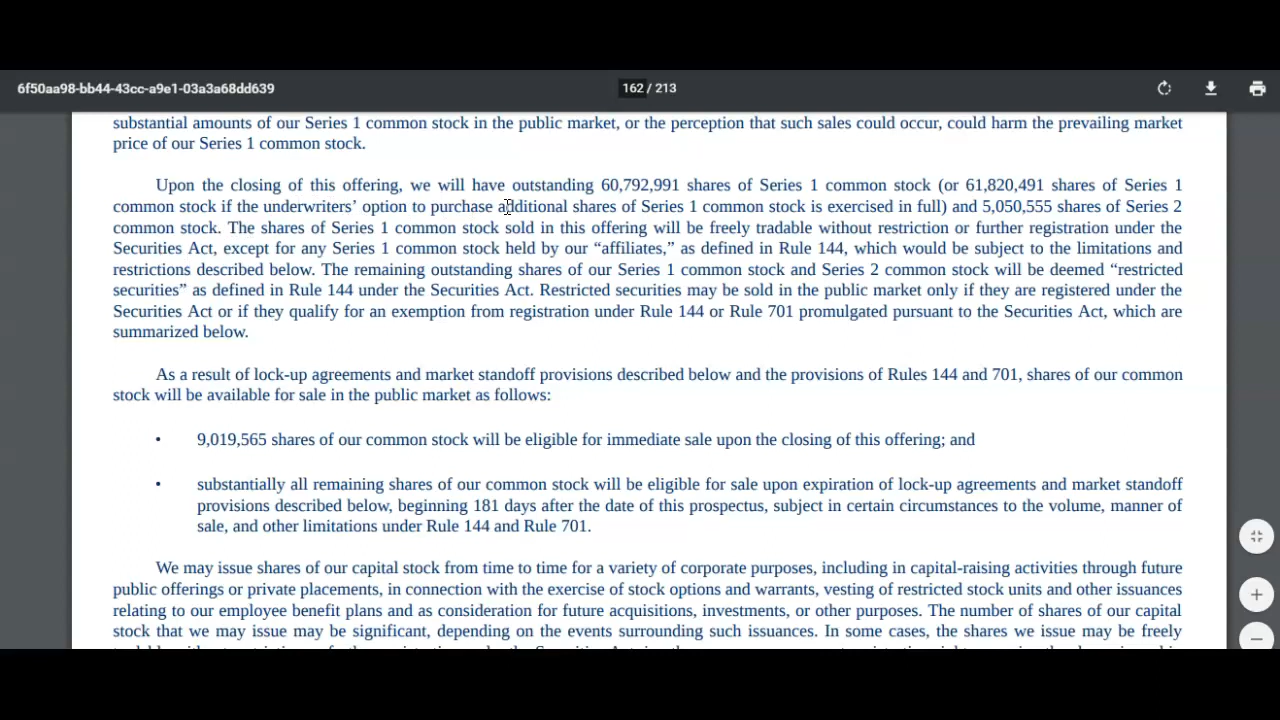 6f50aa98-bb44-43cc-a9e1-03a3a68dd639
162 / 213
substantial amounts of our Series 1 common stock in the public market, or the perception that such sales could occur, could harm the prevailing market
price of our Series 1 common stock.
Upon the closing of this offering, we will have outstanding 60,792,991 shares of Series 1 common stock (or 61,820,491 shares of Series 1
common stock if the underwriters’ option to purchase additional shares of Series 1 common stock is exercised in full) and 5,050,555 shares of Series 2
common stock. The shares of Series 1 common stock sold in this offering will be freely tradable without restriction or further registration under the
Securities Act, except for any Series 1 common stock held by our “affiliates,” as defined in Rule 144, which would be subject to the limitations and
restrictions described below. The remaining outstanding shares of our Series 1 common stock and Series 2 common stock will be deemed “restricted
securities” as defined in Rule 144 under the Securities Act. Restricted securities may be sold in the public market only if they are registered under the
Securities Act or if they qualify for an exemption from registration under Rule 144 or Rule 701 promulgated pursuant to the Securities Act, which are
summarized below.
As a result of lock-up agreements and market standoff provisions described below and the provisions of Rules 144 and 701, shares of our common
stock will be available for sale in the public market as follows:
• 9,019,565 shares of our common stock will be eligible for immediate sale upon the closing of this offering; and
• substantially all remaining shares of our common stock will be eligible for sale upon expiration of lock-up agreements and market standoff
provisions described below, beginning 181 days after the date of this prospectus, subject in certain circumstances to the volume, manner of
sale, and other limitations under Rule 144 and Rule 701.
We may issue shares of our capital stock from time to time for a variety of corporate purposes, including in capital-raising activities through future
public offerings or private placements, in connection with the exercise of stock options and warrants, vesting of restricted stock units and other issuances
relating to our employee benefit plans and as consideration for future acquisitions, investments, or other purposes. The number of shares of our capital
stock that we may issue may be significant, depending on the events surrounding such issuances. In some cases, the shares we issue may be freely